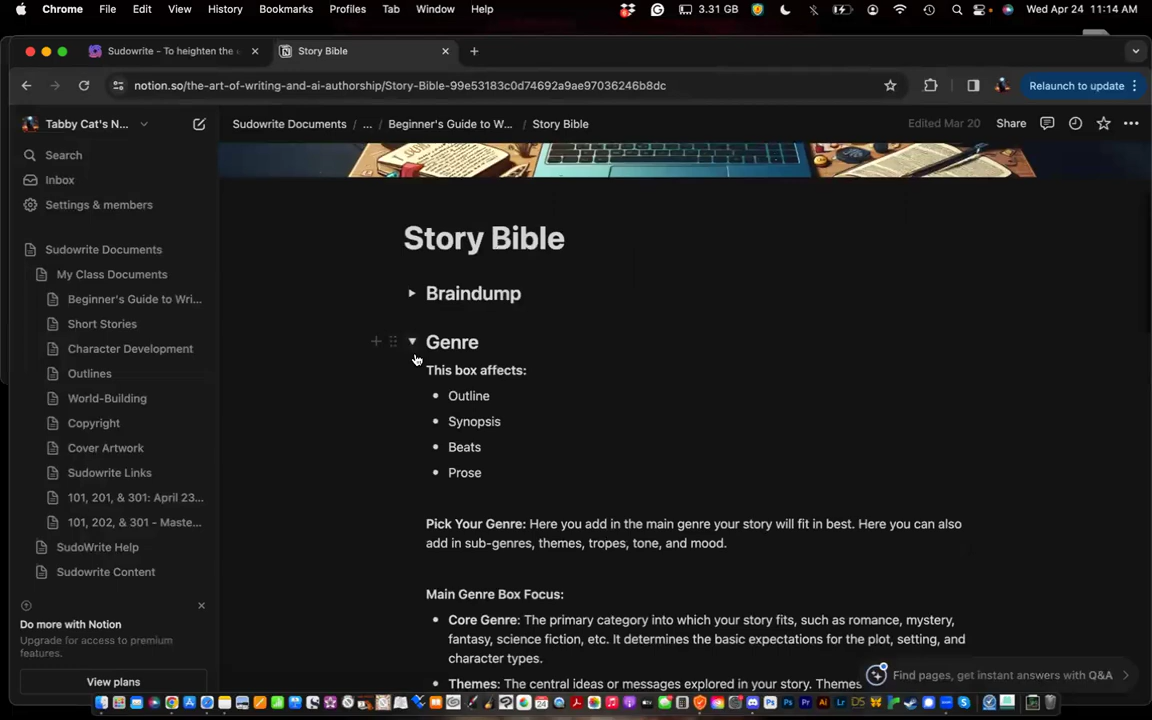 Chrome File Edit View History Bookmarks Profiles Tab Window Help 3.31 GB Wed Apr 24 11:14 AM
Sudowrite - To heighten the Story Bible
notion.so/the-art-of-writing-and-ai-authorship/Story-Bible-99e53183c0d74692a9ae97036246b8dc Relaunch to update
Tabby Cat's N...
Sudowrite Documents / ... / Beginner's Guide to W... / Story Bible Edited Mar 20 Share
Search
Inbox
Settings & members
Sudowrite Documents
My Class Documents
Beginner's Guide to Wri...
Short Stories
Character Development
Outlines
World-Building
Copyright
Cover Artwork
Sudowrite Links
101, 201, & 301: April 23...
101, 202, & 301 - Maste...
SudoWrite Help
Sudowrite Content
Do more with Notion
Upgrade for access to premium
features.
View plans
Story Bible
Braindump
Genre
This box affects:
Outline
Synopsis
Beats
Prose
Pick Your Genre: Here you add in the main genre your story will fit in best. Here you can also
add in sub-genres, themes, tropes, tone, and mood.
Main Genre Box Focus:
Core Genre: The primary category into which your story fits, such as romance, mystery,
fantasy, science fiction, etc. It determines the basic expectations for the plot, setting, and
character types.
Themes: The central ideas or messages explored in your story. Themes
Find pages, get instant answers with Q&A